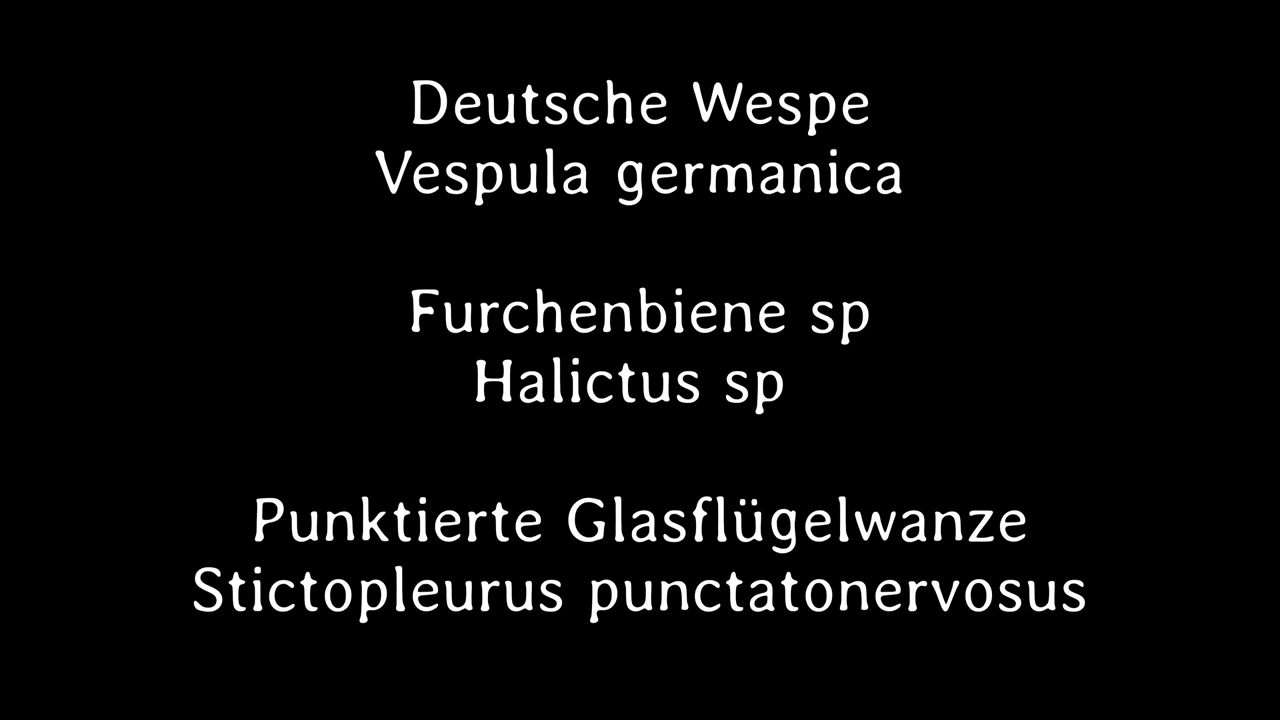 Deutsche Wespe
Vespula germanica
Furchenbiene sp
Halictus sp
Punktierte Glasflügelwanze
Stictopleurus punctatonervosus